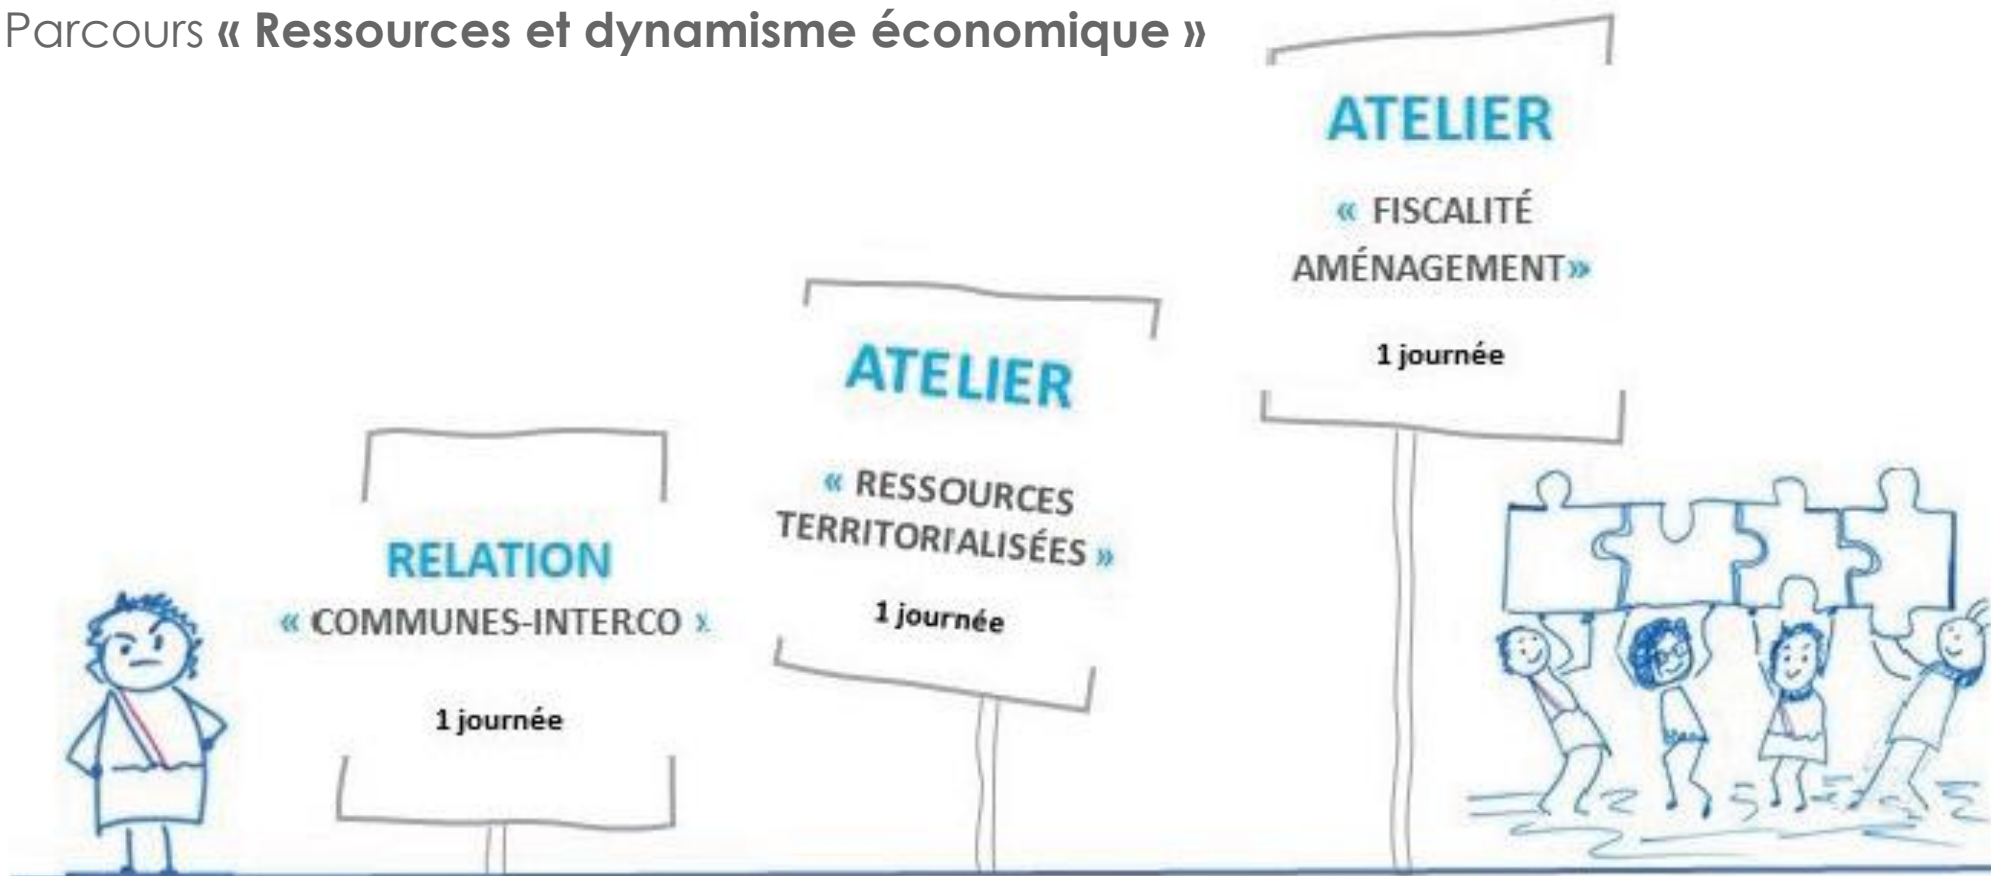 Parcours « Ressources et dynamisme économique »
RELATION
« COMMUNES-INTERCO »
1 journée
ATELIER
« RESSOURCES
TERRITORIALISÉES »
1 journée
ATELIER
« FISCALITÉ
AMÉNAGEMENT»
1 journée